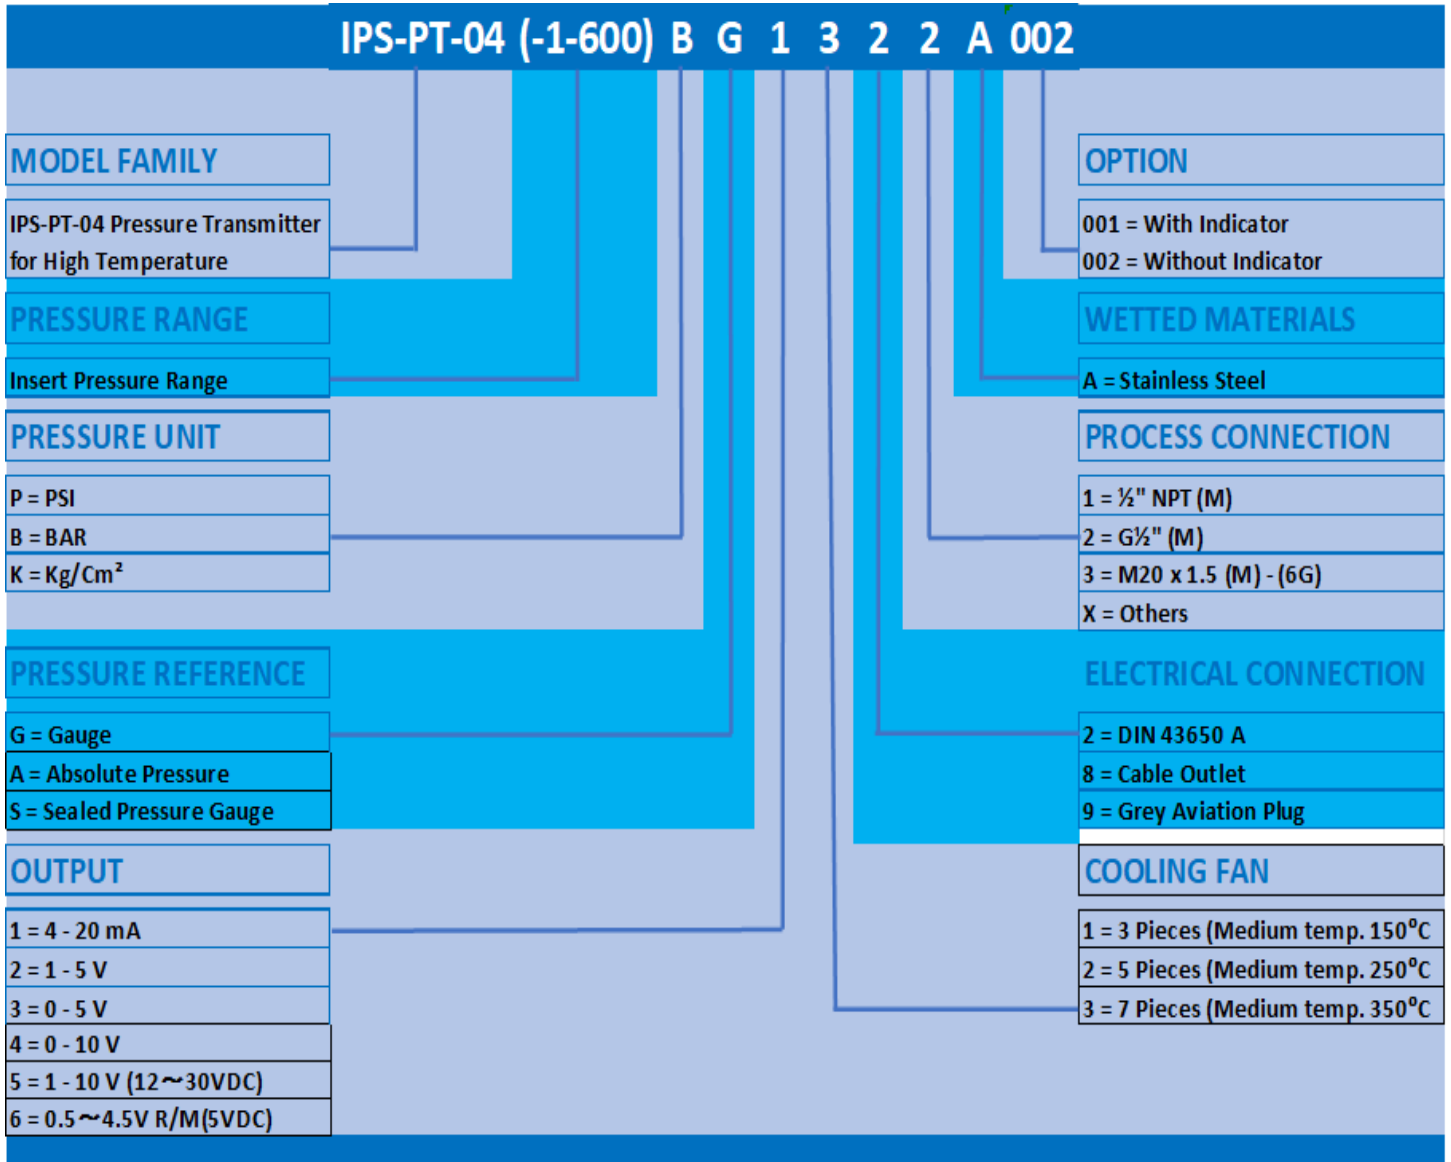 IPS-PT-04 (-1-600) B G 1 3 2 2 A 002
MODEL FAMILY
IPS-PT-04 Pressure Transmitter
for High Temperature
PRESSURE RANGE
Insert Pressure Range
PRESSURE UNIT
P = PSI
B = BAR
K = Kg/Cm²
PRESSURE REFERENCE
G = Gauge
A = Absolute Pressure
S = Sealed Pressure Gauge
OUTPUT
1 = 4 - 20 mA
2 = 1 - 5 V
3 = 0 - 5 V
4 = 0 - 10 V
5 = 1 - 10 V (12～30VDC)
6 = 0.5～4.5V R/M(5VDC)
OPTION
001 = With Indicator
002 = Without Indicator
WETTED MATERIALS
A = Stainless Steel
PROCESS CONNECTION
1 = ½" NPT (M)
2 = G½" (M)
3 = M20 x 1.5 (M) - (6G)
X = Others
ELECTRICAL CONNECTION
2 = DIN 43650 A
8 = Cable Outlet
9 = Grey Aviation Plug
COOLING FAN
1 = 3 Pieces (Medium temp. 150⁰C
2 = 5 Pieces (Medium temp. 250⁰C
3 = 7 Pieces (Medium temp. 350⁰C